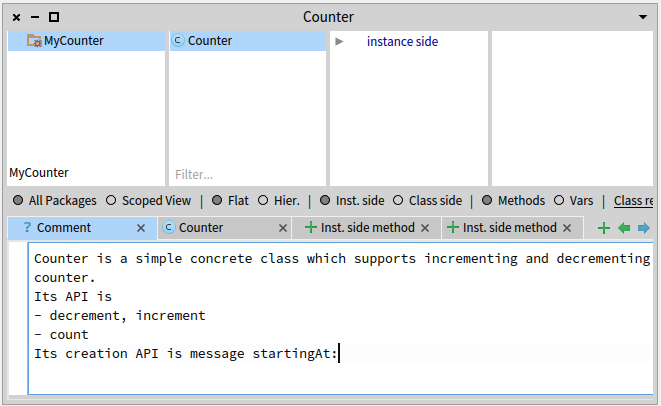 Counter
MyCounter
Counter
instance side
MyCounter
Filter...
All Packages Scoped View | Flat Hier. | Inst. side Class side | Methods Vars | Class re
? Comment
Counter
Inst. side method
Inst. side method
Counter is a simple concrete class which supports incrementing and decrementing
counter.
Its API is
- decrement, increment
- count
Its creation API is message startingAt: